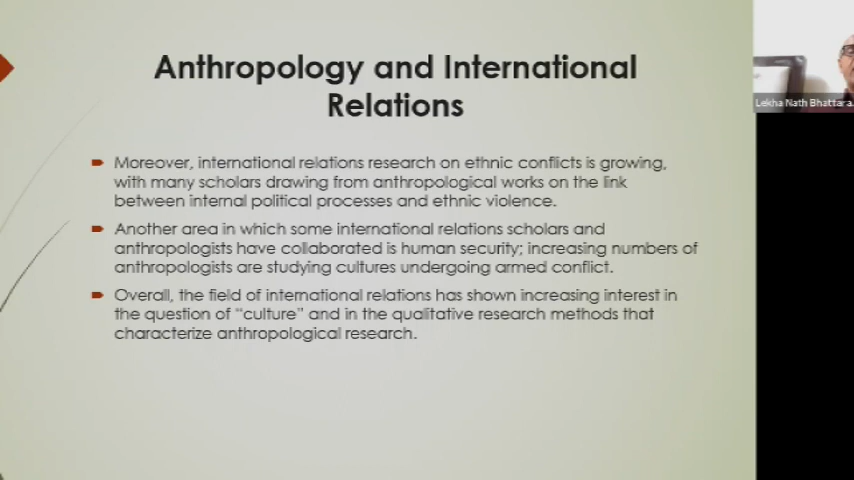 Anthropology and International
Relations
Moreover, international relations research on ethnic conflicts is growing,
with many scholars drawing from anthropological works on the link
between internal political processes and ethnic violence.
Another area in which some international relations scholars and
anthropologists have collaborated is human security; increasing numbers of
anthropologists are studying cultures undergoing armed conflict.
Overall, the field of international relations has shown increasing interest in
the question of "culture" and in the qualitative research methods that
characterize anthropological research.
Lekha Nath Bhattara...